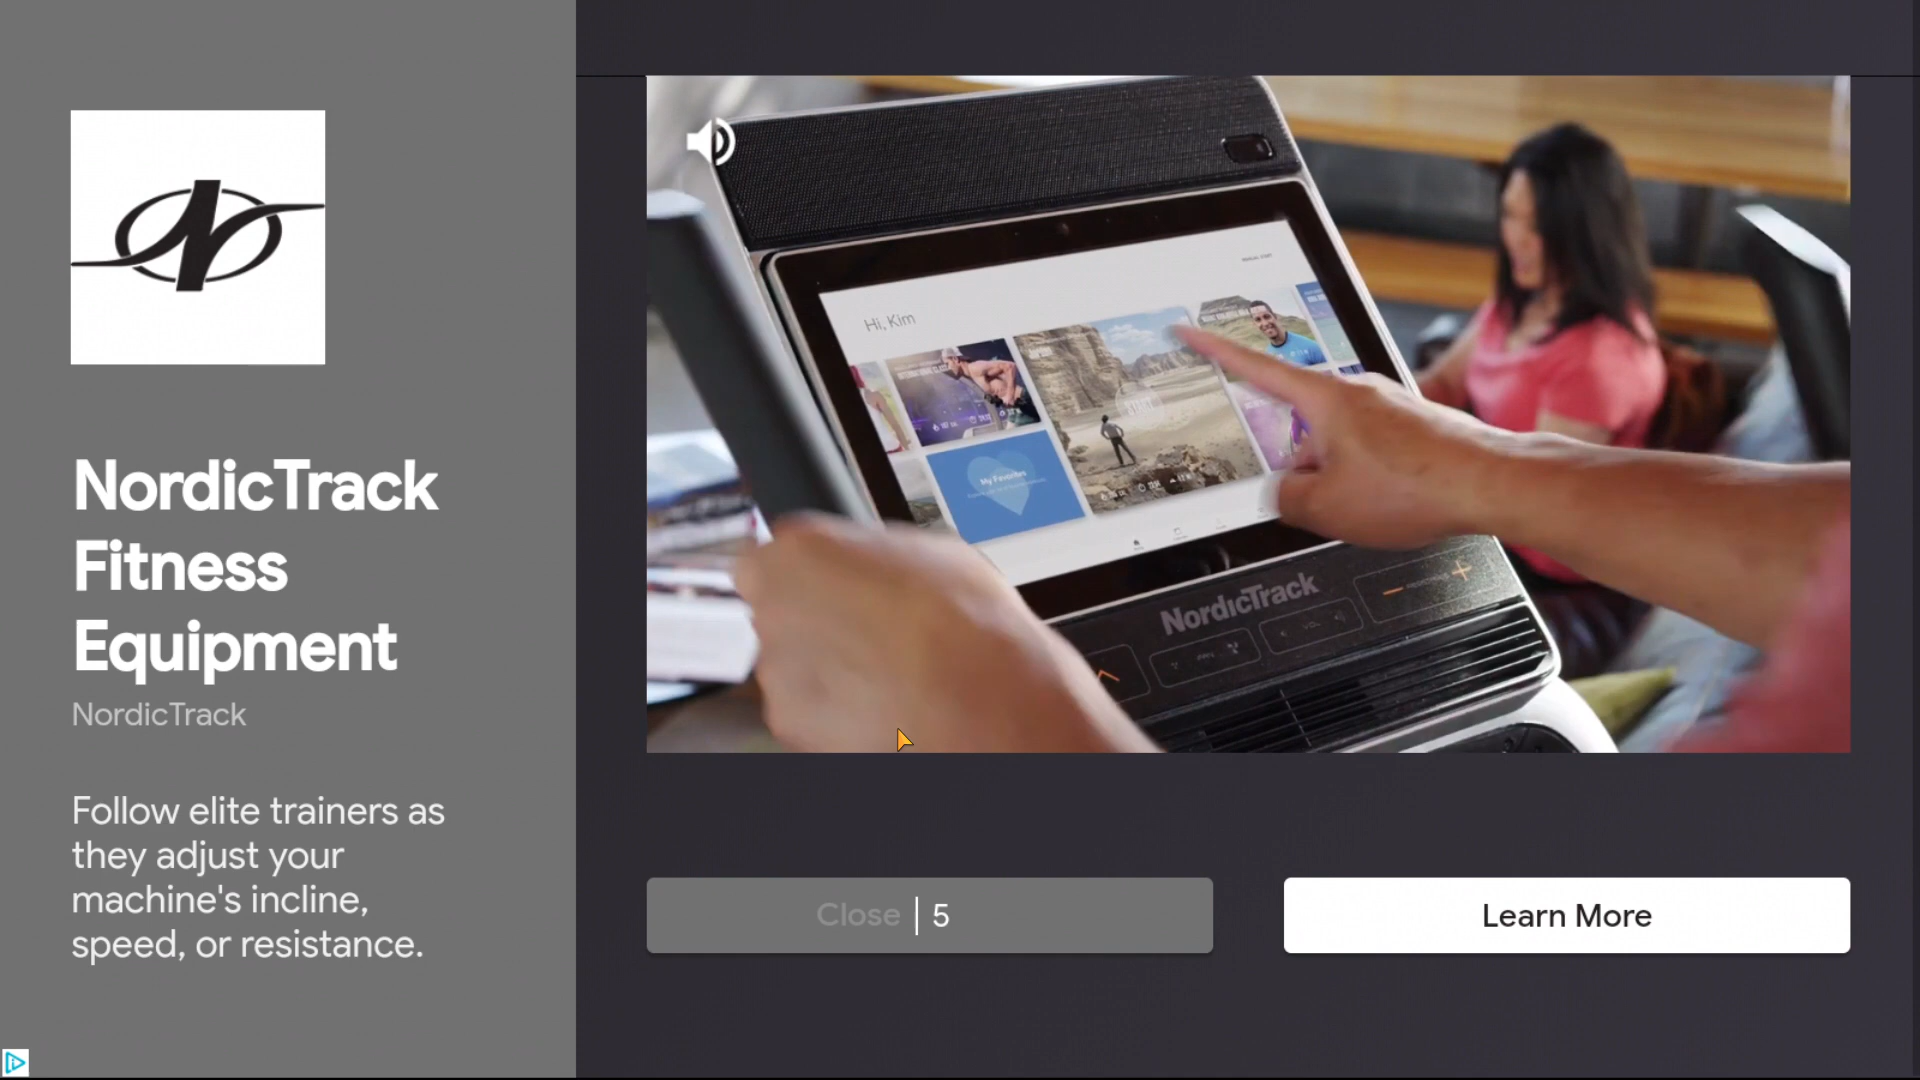 NordicTrack
Fitness
Equipment
NordicTrack
Follow elite trainers as
they adjust your
machine's incline,
speed, or resistance.
Hi, Kim
My Favorites
NordicTrack
VOL
Close | 5
Learn More